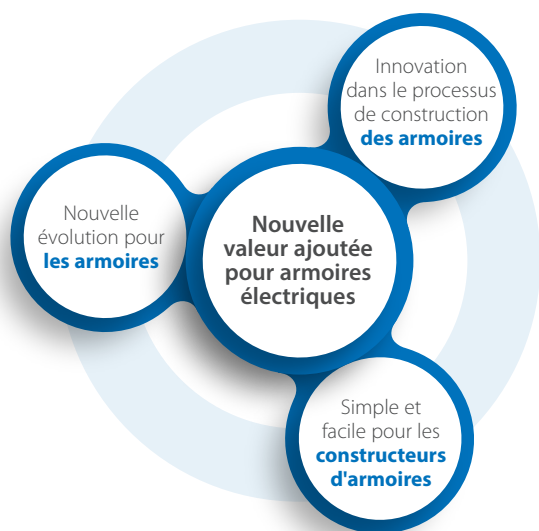 Innovation
dans le processus
de construction
des armoires
Nouvelle
évolution pour
les armoires
Nouvelle
valeur ajoutée
pour armoires
électriques
Simple et
facile pour les
constructeurs
d'armoires